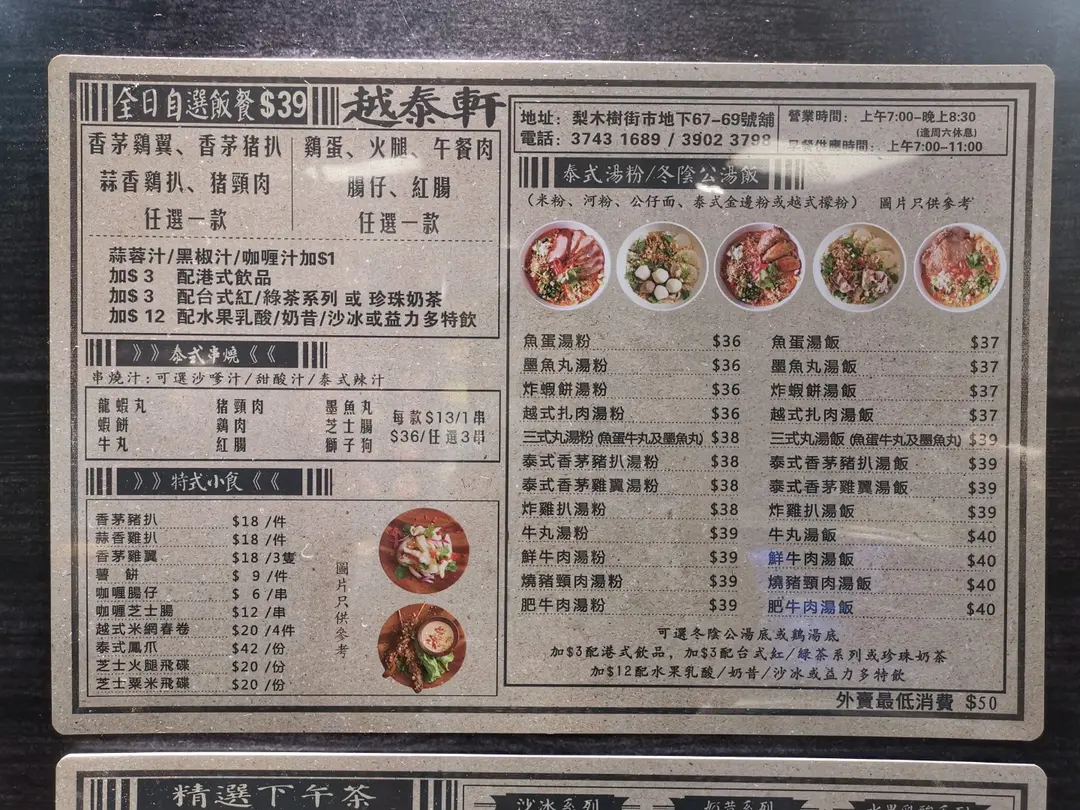 全日自選飯餐$39
越泰軒
香茅鷄翼、香茅猪扒
蒜香鷄扒、猪頸肉
任選一款
鷄蛋、火腿、午餐肉
腸仔、紅腸
任選一款
蒜蓉汁/黑椒汁/咖喱汁加$1
加$ 3 配港式飲品
加$ 3 配台式紅/綠茶系列 或 珍珠奶茶
加$ 12 配水果乳酸/奶昔/沙冰或益力多特飲
》》泰式串燒《《
串燒汁:可選沙嗲汁/甜酸汁/泰式辣汁
龍蝦丸 猪頸肉 墨魚丸
蝦餅 鷄肉 芝士腸
牛丸 紅腸 獅子狗
每款$13/1串
$36/任選3串
》》特式小食《《
香茅豬扒 $18 /件
蒜香雞扒 $18 /件
香茅雞翼 $18 /3隻
薯 餅 $ 9 /件
咖喱腸仔 $ 6 /串
咖喱芝士腸 $12 /串
越式米網春卷 $20 /4件
泰式鳳爪 $42 /份
芝士火腿飛碟 $20 /份
芝士粟米飛碟 $20 /份
圖片只供參考
地址: 梨木樹街市地下67-69號舖
電話: 3743 1689 / 3902 3798
營業時間: 上午7:00-晚上8:30
(逢周六休息)
早餐供應時間: 上午7:00-11:00
泰式湯粉/冬陰公湯飯
(米粉、河粉、公仔面、泰式金邊粉或越式檬粉) 圖片只供參考
魚蛋湯粉 $36
墨魚丸湯粉 $36
炸蝦餅湯粉 $36
越式扎肉湯粉 $36
三式丸湯粉 (魚蛋牛丸及墨魚丸) $38
泰式香茅豬扒湯粉 $38
泰式香茅雞翼湯粉 $38
炸雞扒湯粉 $38
牛丸湯粉 $39
鮮牛肉湯粉 $39
燒豬頸肉湯粉 $39
肥牛肉湯粉 $39
魚蛋湯飯 $37
墨魚丸湯飯 $37
炸蝦餅湯飯 $37
越式扎肉湯飯 $37
三式丸湯飯 (魚蛋牛丸及墨魚丸) $39
泰式香茅豬扒湯飯 $39
泰式香茅雞翼湯飯 $39
炸雞扒湯飯 $39
牛丸湯飯 $40
鮮牛肉湯飯 $40
燒豬頸肉湯飯 $40
肥牛肉湯飯 $40
可選冬陰公湯底或鷄湯底
加$3配港式飲品, 加$3配台式紅/綠茶系列或珍珠奶茶
加$12配水果乳酸/奶昔/沙冰或益力多特飲
外賣最低消費 $50
精選下午茶
沙冰系列
奶昔系列
水果乳酸系列